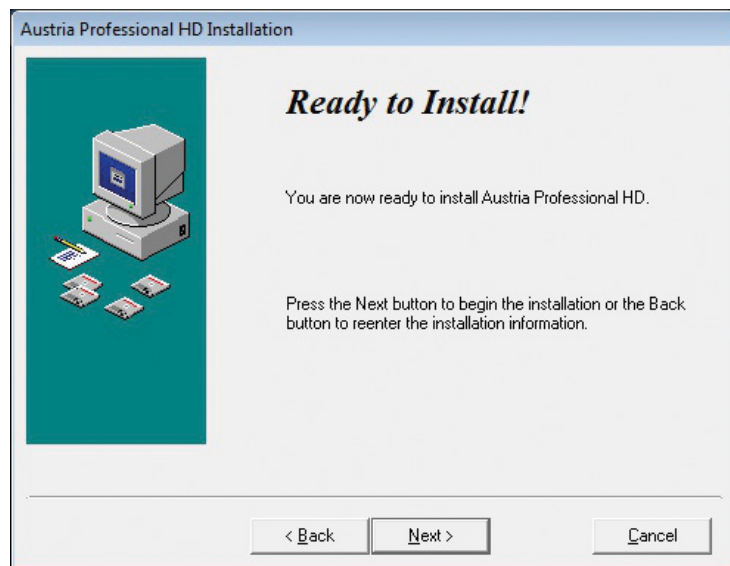 Austria Professional HD Installation
Ready to Install!
You are now ready to install Austria Professional HD.
Press the Next button to begin the installation or the Back
button to reenter the installation information.
< Back
Next >
Cancel